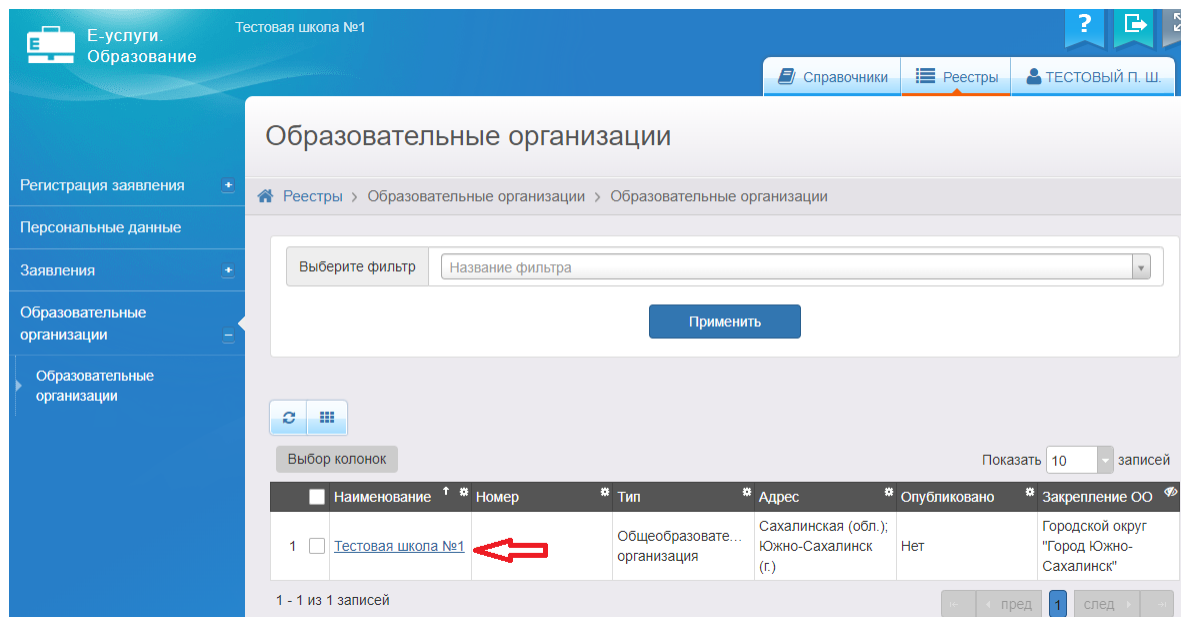 Тестовая школа №1
?
E
Е-услуги.
Образование
Справочники
Реестры
ТЕСТОВЫЙ П. Ш.
Образовательные организации
Реестры > Образовательные организации > Образовательные организации
Регистрация заявления
Персональные данные
Заявления
Образовательные
организации
Образовательные
организации
Выберите фильтр
Название фильтра
Применить
Выбор колонок
Показать 10 записей
Наименование Номер Тип Адрес Опубликовано Закрепление ОО
1
Тестовая школа №1
Общеобразовате...
организация
Сахалинская (обл.);
Южно-Сахалинск
(г.)
Нет
Городской округ
"Город Южно-
Сахалинск"
1 - 1 из 1 записей
пред 1 след